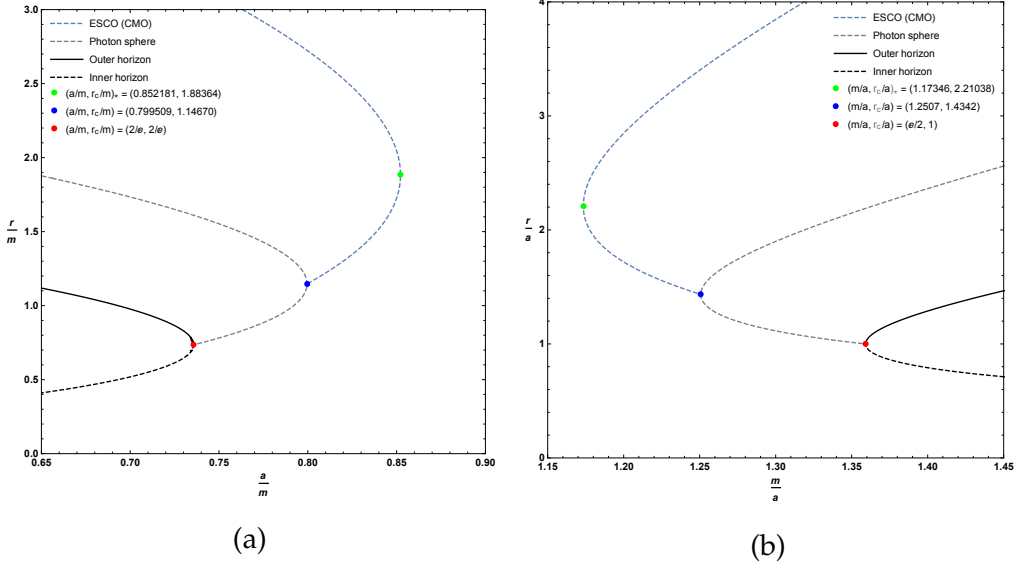 3.0
2.5
2.0
1.5
1.0
0.5
0.0
r/m
0.65 0.70 0.75 0.80 0.85 0.90
a/m
ESCO (CMO)
Photon sphere
Outer horizon
Inner horizon
(a/m, r_c/m)* = (0.852181, 1.88364)
(a/m, r_c/m) = (0.799509, 1.14670)
(a/m, r_c/m) = (2/e, 2/e)
(a)
4
3
2
1
0
r/a
1.15 1.20 1.25 1.30 1.35 1.40 1.45
m/a
ESCO (CMO)
Photon sphere
Outer horizon
Inner horizon
(m/a, r_c/a)* = (1.17346, 2.21038)
(m/a, r_c/a) = (1.2507, 1.4342)
(m/a, r_c/a) = (e/2, 1)
(b)